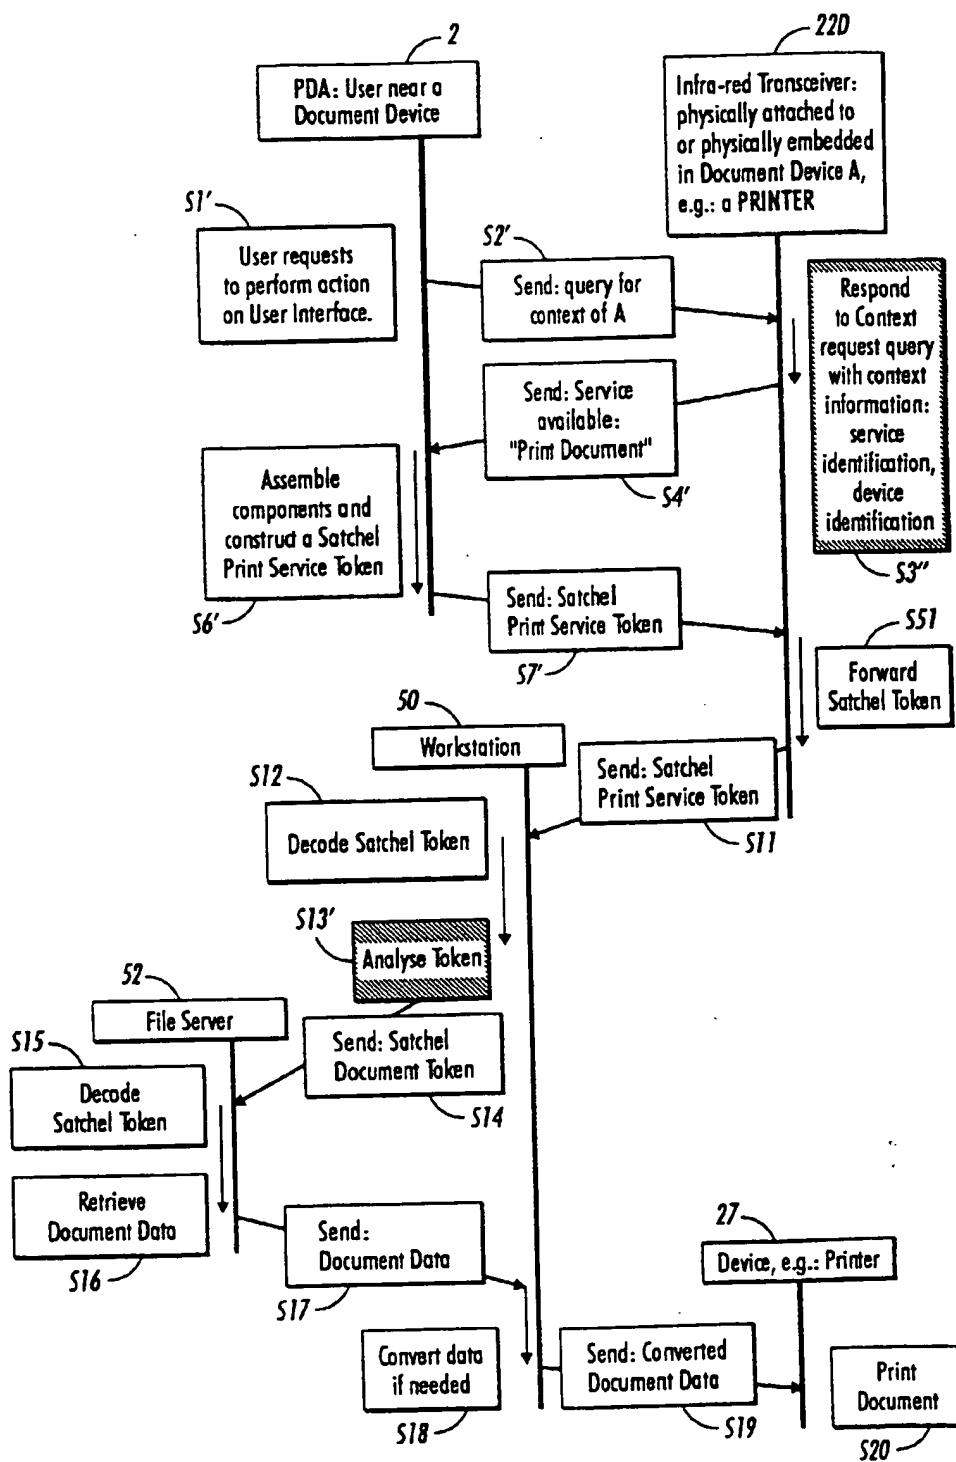 2
PDA: User near a
Document Device
22D
Infra-red Transceiver:
physically attached to
or physically embedded
in Document Device A,
e.g.: a PRINTER
S1'
User requests
to perform action
on User Interface.
S2'
Send: query for
context of A
Respond
to Context
request query
with context
information:
service
identification,
device
identification
S3"
Send: Service
available:
"Print Document"
S4'
Assemble
components and
construct a Satchel
Print Service Token
S6'
Send: Satchel
Print Service Token
S7'
S51
Forward
Satchel Token
50
Workstation
Send: Satchel
Print Service Token
S11
S12
Decode Satchel Token
S13'
Analyse Token
52
File Server
Send: Satchel
Document Token
S14
S15
Decode
Satchel Token
Retrieve
Document Data
S16
Send:
Document Data
S17
27
Device, e.g.: Printer
Convert data
if needed
S18
Send: Converted
Document Data
S19
Print
Document
S20